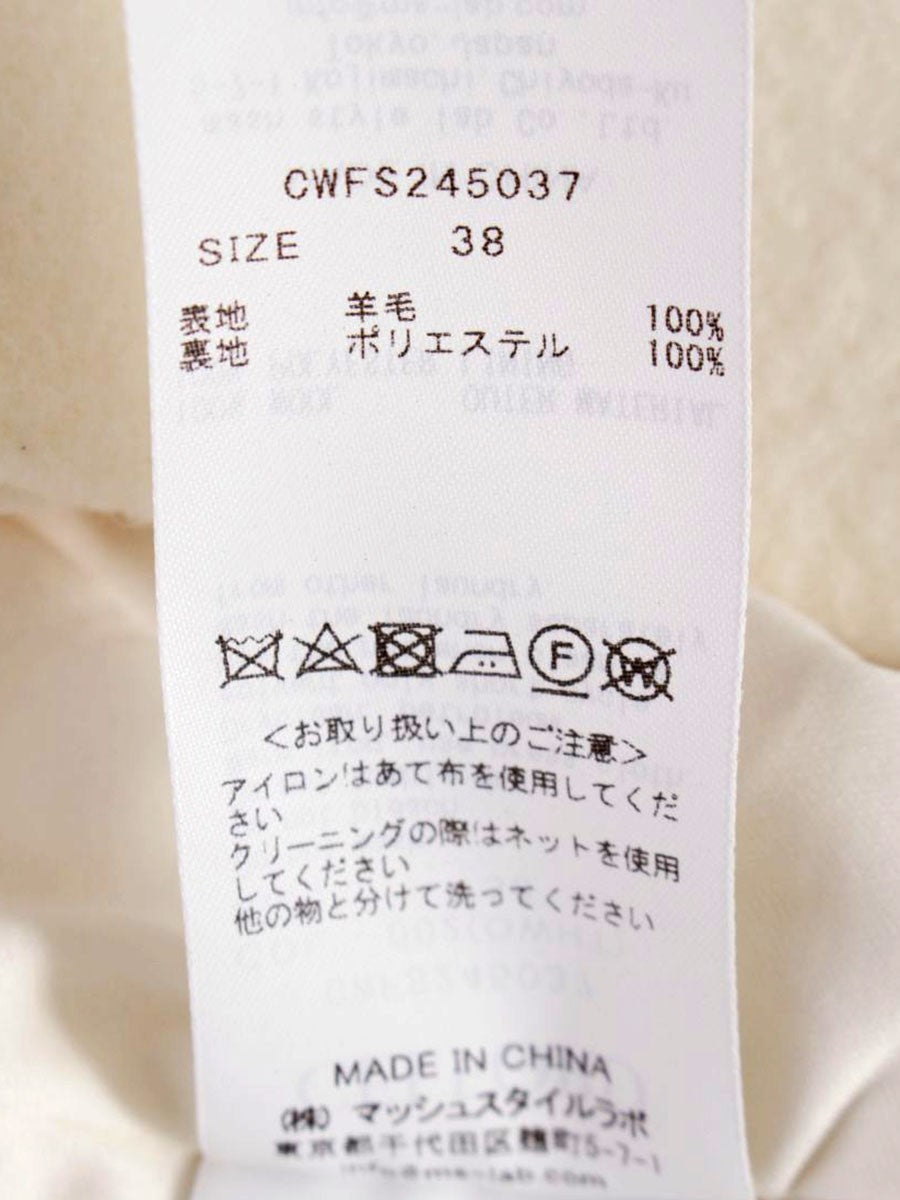 CWFS245037
SIZE 38
表地 羊毛 100%
裏地 ポリエステル 100%
<お取り扱い上のご注意>
アイロンはあて布を使用してくだ
さい
クリーニングの際はネットを使用
してください
他の物と分けて洗ってください
MADE IN CHINA
(株) マッシュスタイルラボ
東京都千代田区麹町5-7-1